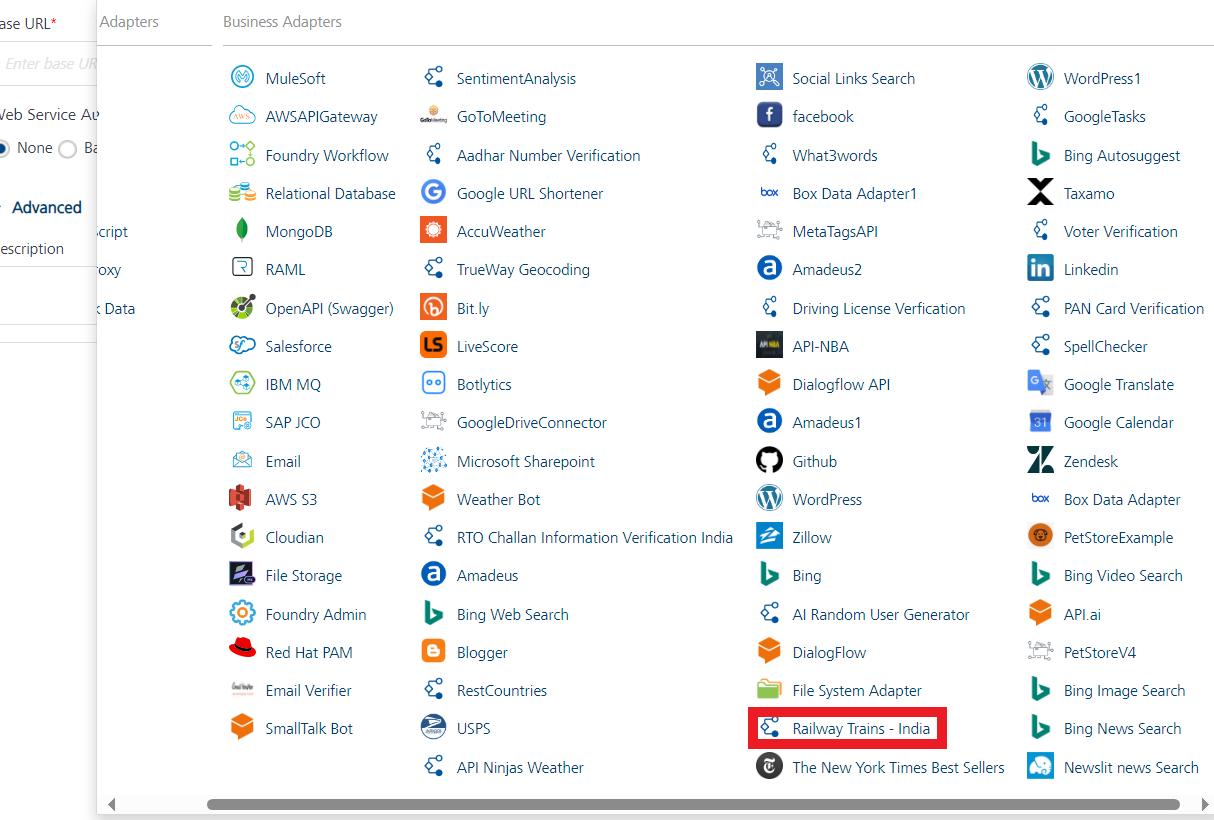 ase URL*
Enter base UR
Web Service Au
None
Ba
Advanced
escription
Adapters
cript
roxy
k Data
Business Adapters
MuleSoft
AWSAPIGateway
Foundry Workflow
Relational Database
MongoDB
RAML
OpenAPI (Swagger)
Salesforce
IBM MQ
SAP JCO
Email
AWS S3
Cloudian
File Storage
Foundry Admin
Red Hat PAM
Email Verifier
SmallTalk Bot
SentimentAnalysis
GoToMeeting
Aadhar Number Verification
Google URL Shortener
AccuWeather
TrueWay Geocoding
Bit.ly
LiveScore
Botlytics
GoogleDriveConnector
Microsoft Sharepoint
Weather Bot
RTO Challan Information Verification India
Amadeus
Bing Web Search
Blogger
RestCountries
USPS
API Ninjas Weather
Social Links Search
facebook
What3words
box Box Data Adapter1
MetaTagsAPI
Amadeus2
Driving License Verfication
API-NBA
Dialogflow API
Amadeus1
Github
WordPress
Zillow
Bing
AI Random User Generator
DialogFlow
File System Adapter
Railway Trains - India
The New York Times Best Sellers
WordPress1
GoogleTasks
Bing Autosuggest
Taxamo
Voter Verification
in Linkedin
PAN Card Verification
SpellChecker
Google Translate
31 Google Calendar
Zendesk
box Box Data Adapter
PetStoreExample
Bing Video Search
API.ai
PetStoreV4
Bing Image Search
Bing News Search
Newslit news Search